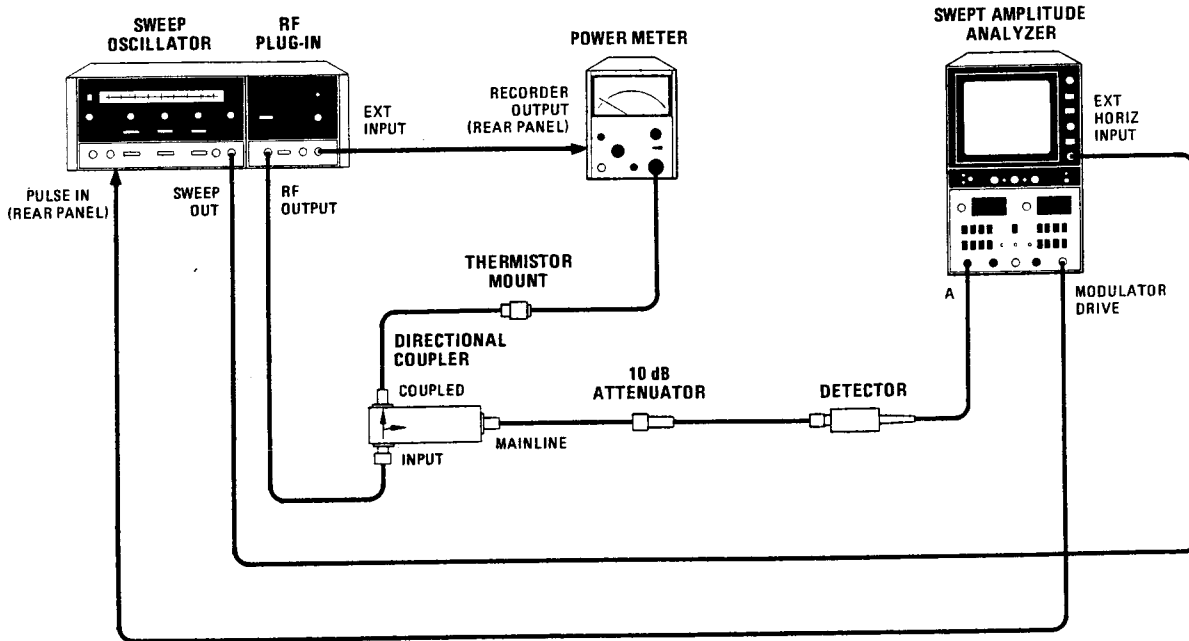 SWEEP
OSCILLATOR
RF
PLUG-IN
POWER METER
SWEPT AMPLITUDE
ANALYZER
EXT
INPUT
RECORDER
OUTPUT
(REAR PANEL)
EXT
HORIZ
INPUT
PULSE IN
(REAR PANEL)
SWEEP
OUT
RF
OUTPUT
THERMISTOR
MOUNT
A
MODULATOR
DRIVE
DIRECTIONAL
COUPLER
COUPLED
10 dB
ATTENUATOR
DETECTOR
MAINLINE
INPUT